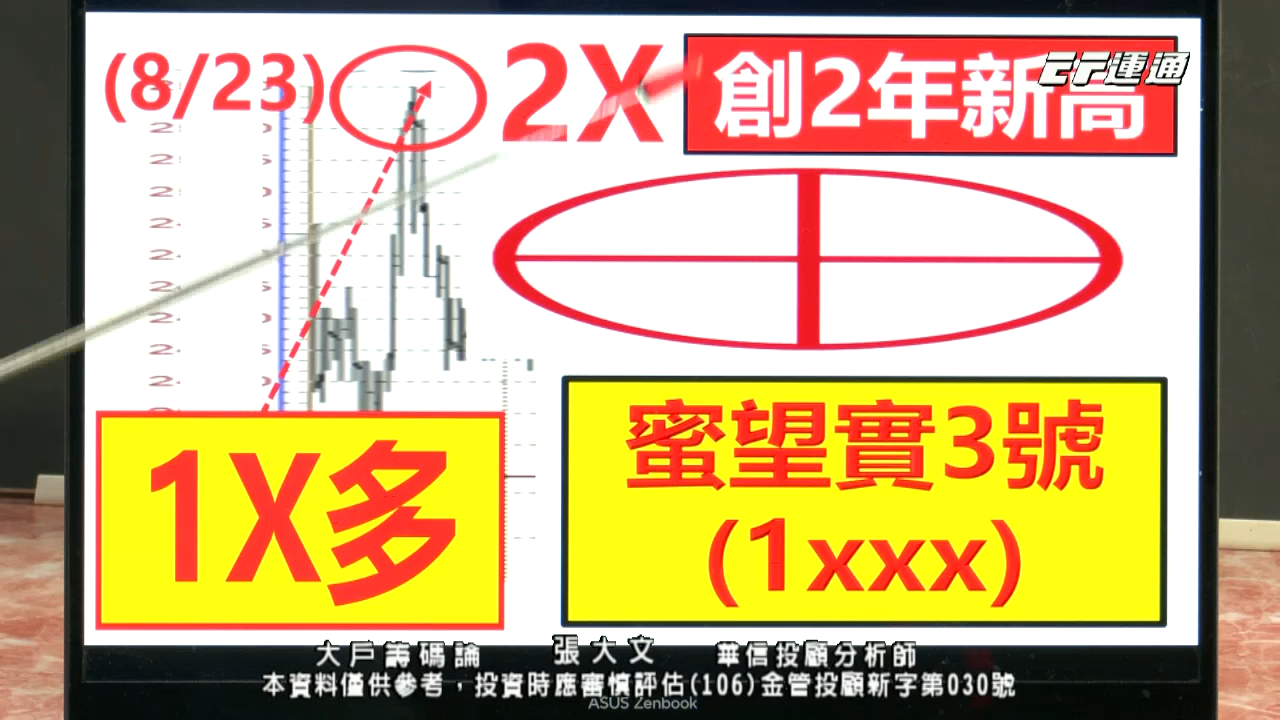 (8/23)
2X
創2年新高
CT運通
1X多
蜜望實3號
(1xxx)
大戶籌碼論 張大文 華信投顧分析師
本資料僅供參考，投資時應審慎評估(106)金管投顧新字第030號
ASUS Zenbook